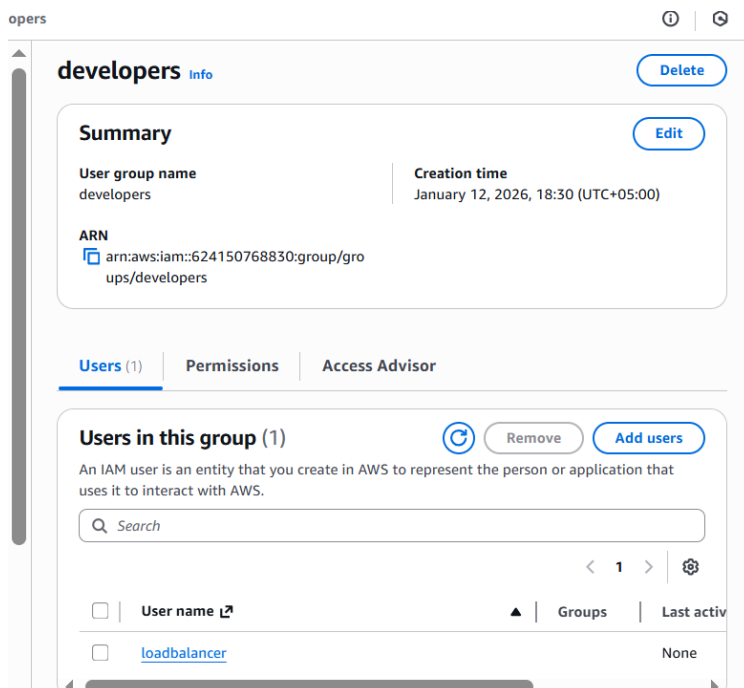 opers
developers Info
Delete
Summary
Edit
User group name
developers
Creation time
January 12, 2026, 18:30 (UTC+05:00)
ARN
arn:aws:iam::624150768830:group/gro
ups/developers
Users (1)
Permissions
Access Advisor
Users in this group (1)
Remove
Add users
An IAM user is an entity that you create in AWS to represent the person or application that
uses it to interact with AWS.
Search
1
User name
Groups
Last activ
loadbalancer
None